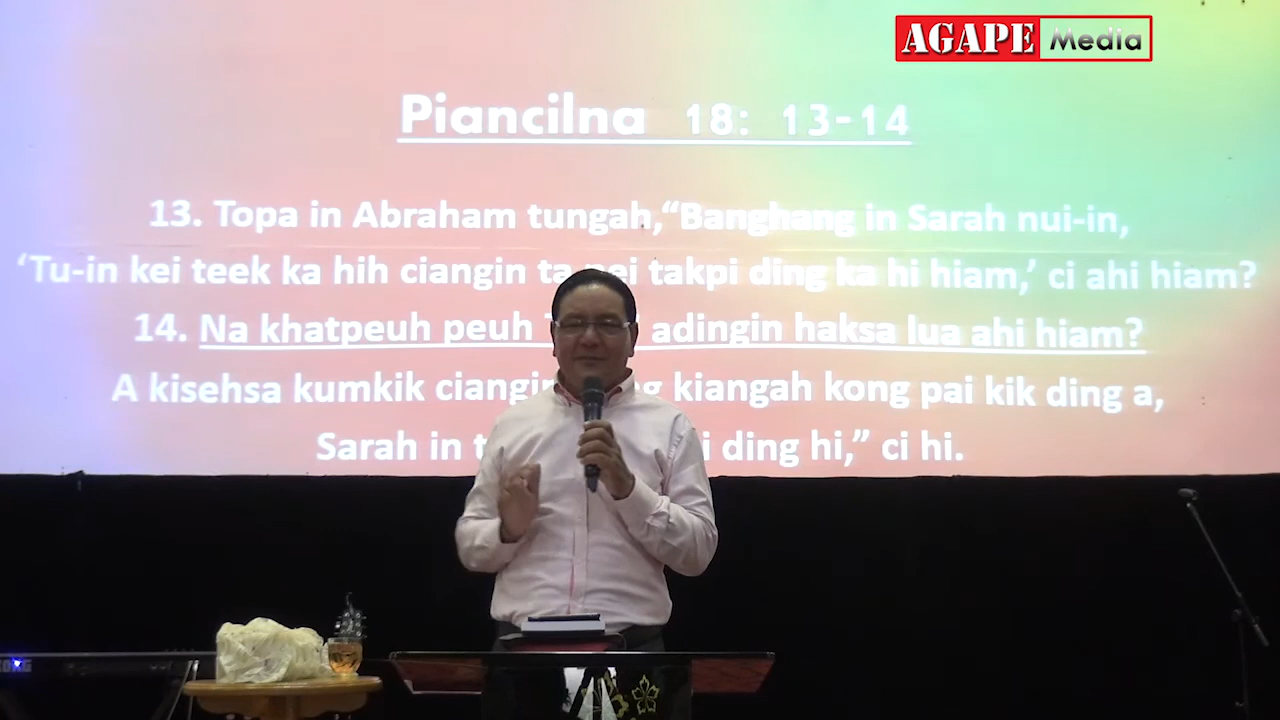 AGAPE Media
Piancilna 18: 13-14
13. Topa in Abraham tungah,“Banghang in Sarah nui-in,
‘Tu-in kei teek ka hih ciangin ta nei takpi ding ka hi hiam,’ ci ahi hiam?
14. Na khatpeuh peuh adingin haksa lua ahi hiam?
A kisehsa kumkik ciangin kiangah kong pai kik ding a,
Sarah in ding hi,” ci hi.